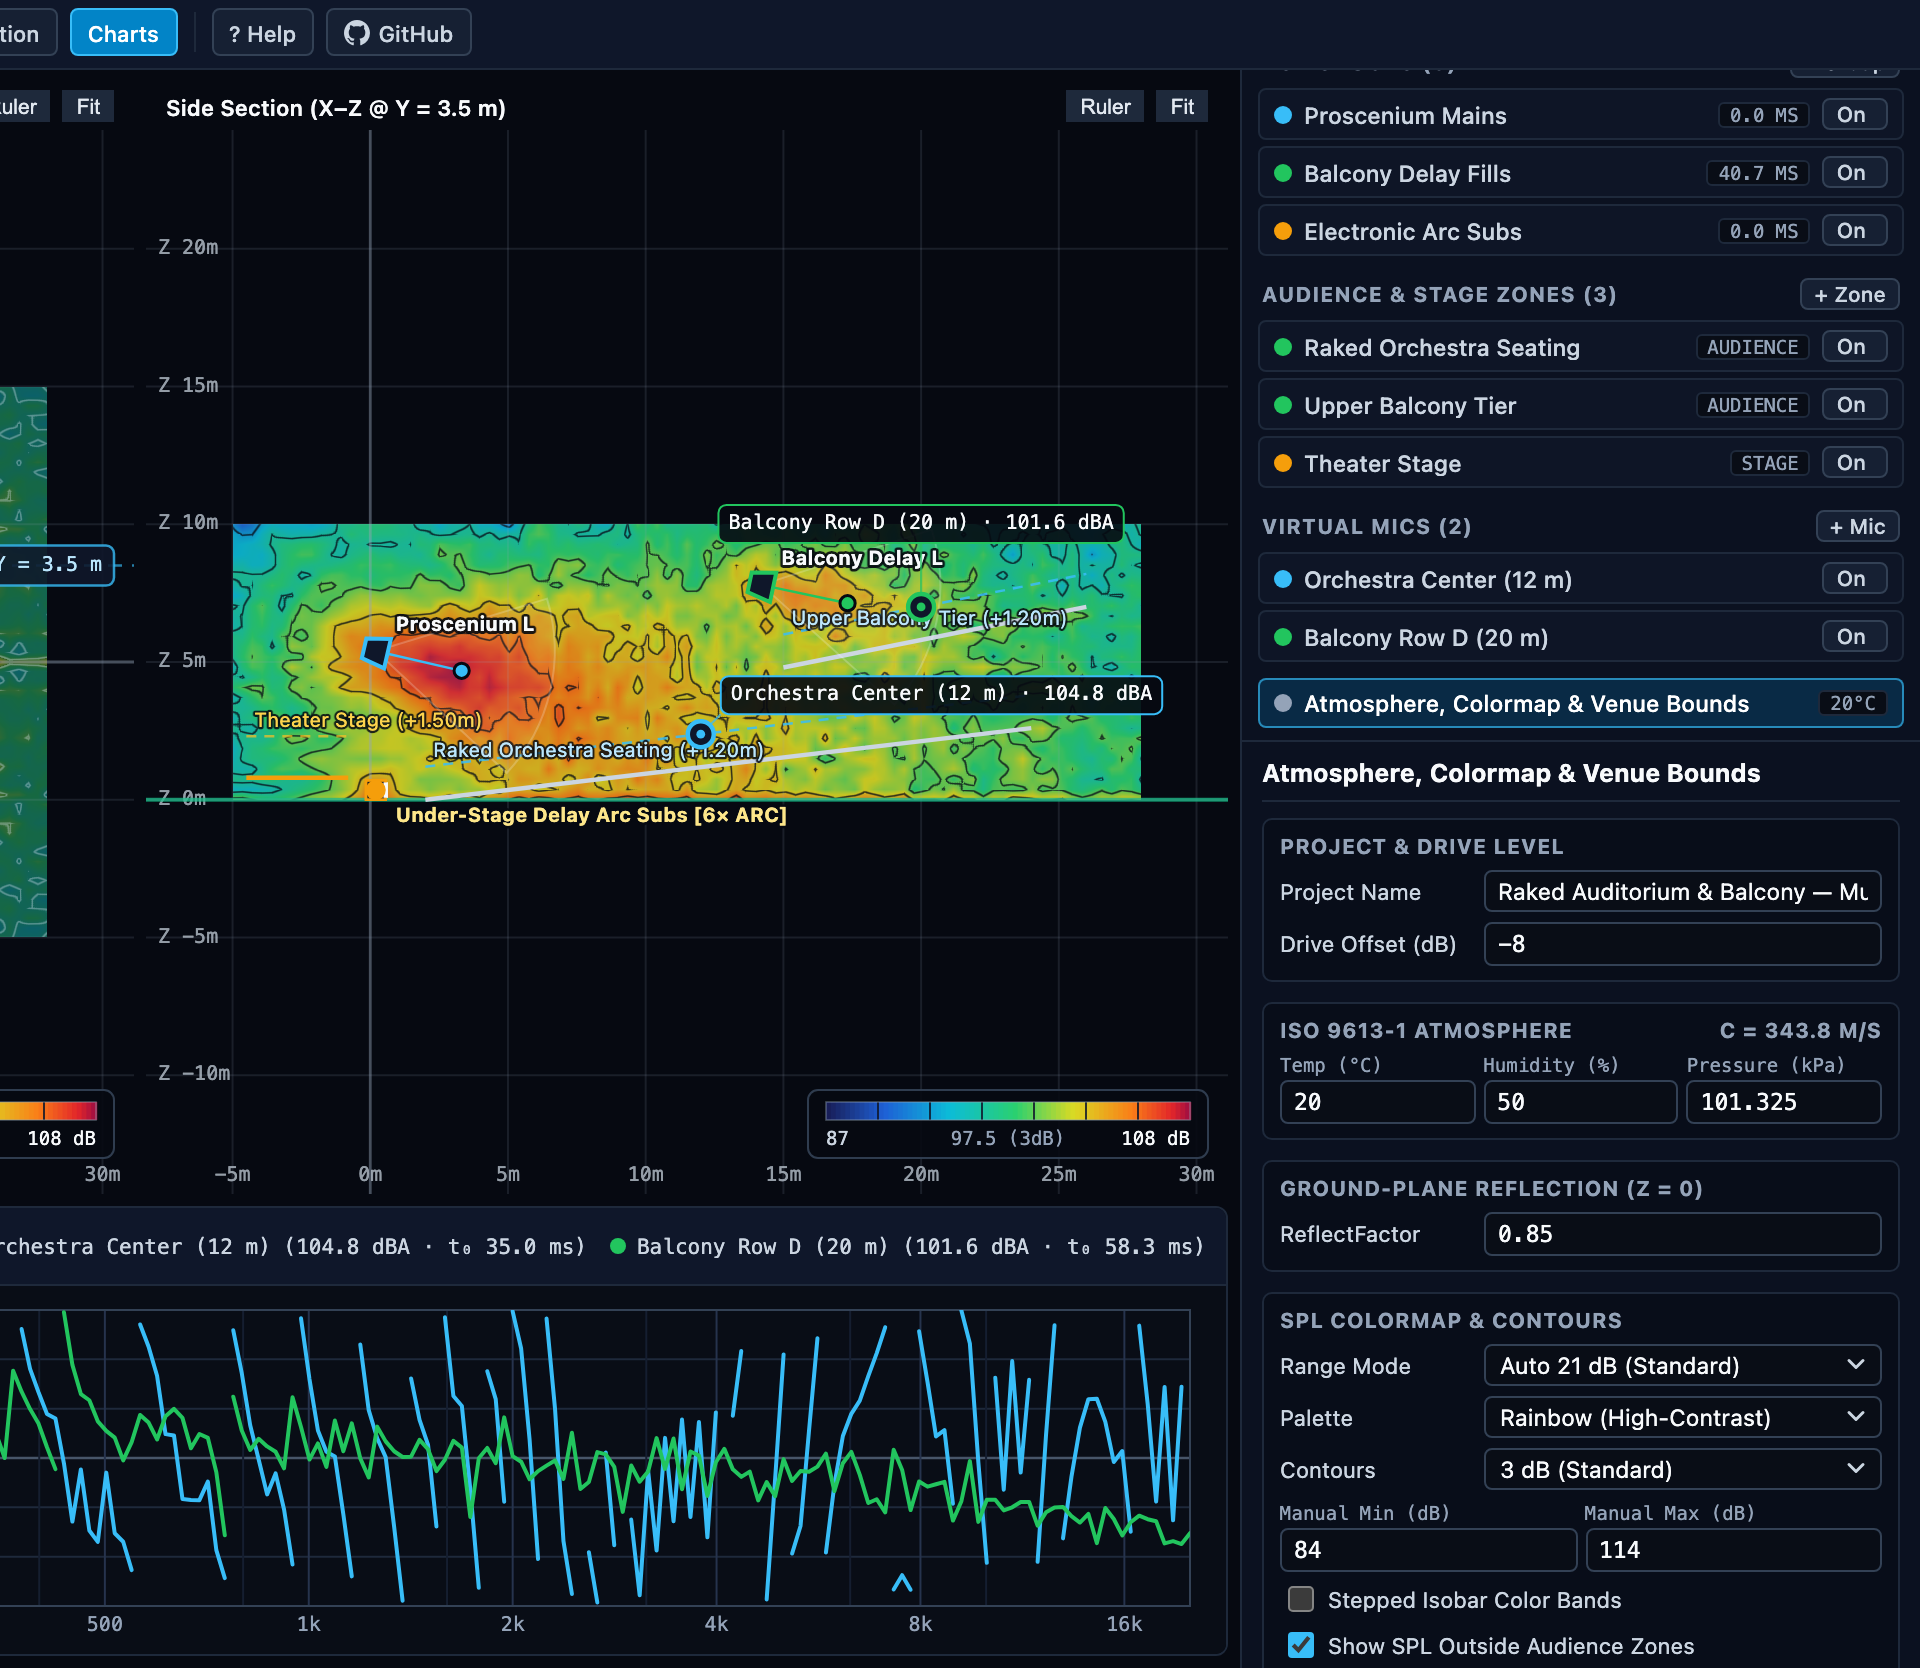 tion
Charts
? Help
GitHub
uler
Fit
Side Section (X–Z @ Y = 3.5 m)
Ruler
Fit
Z 20m
Z 15m
Z 10m
Z 5m
Z 0m
Z −5m
Z −10m
Y = 3.5 m
Balcony Row D (20 m) · 101.6 dBA
Balcony Delay L
Upper Balcony Tier (+1.20m)
Proscenium L
Orchestra Center (12 m) · 104.8 dBA
Theater Stage (+1.50m)
Raked Orchestra Seating (+1.20m)
Under-Stage Delay Arc Subs [6× ARC]
108 dB
87
97.5 (3dB)
108 dB
30m
−5m
0m
5m
10m
15m
20m
25m
30m
rchestra Center (12 m) (104.8 dBA · t₀ 35.0 ms)
Balcony Row D (20 m) (101.6 dBA · t₀ 58.3 ms)
500
1k
2k
4k
8k
16k
Proscenium Mains
0.0 MS
On
Balcony Delay Fills
40.7 MS
On
Electronic Arc Subs
0.0 MS
On
AUDIENCE & STAGE ZONES (3)
+ Zone
Raked Orchestra Seating
AUDIENCE
On
Upper Balcony Tier
AUDIENCE
On
Theater Stage
STAGE
On
VIRTUAL MICS (2)
+ Mic
Orchestra Center (12 m)
On
Balcony Row D (20 m)
On
Atmosphere, Colormap & Venue Bounds
20°C
Atmosphere, Colormap & Venue Bounds
PROJECT & DRIVE LEVEL
Project Name
Raked Auditorium & Balcony — Mu
Drive Offset (dB)
−8
ISO 9613-1 ATMOSPHERE
C = 343.8 M/S
Temp (°C)
Humidity (%)
Pressure (kPa)
20
50
101.325
GROUND-PLANE REFLECTION (Z = 0)
ReflectFactor
0.85
SPL COLORMAP & CONTOURS
Range Mode
Auto 21 dB (Standard)
Palette
Rainbow (High-Contrast)
Contours
3 dB (Standard)
Manual Min (dB)
Manual Max (dB)
84
114
Stepped Isobar Color Bands
Show SPL Outside Audience Zones